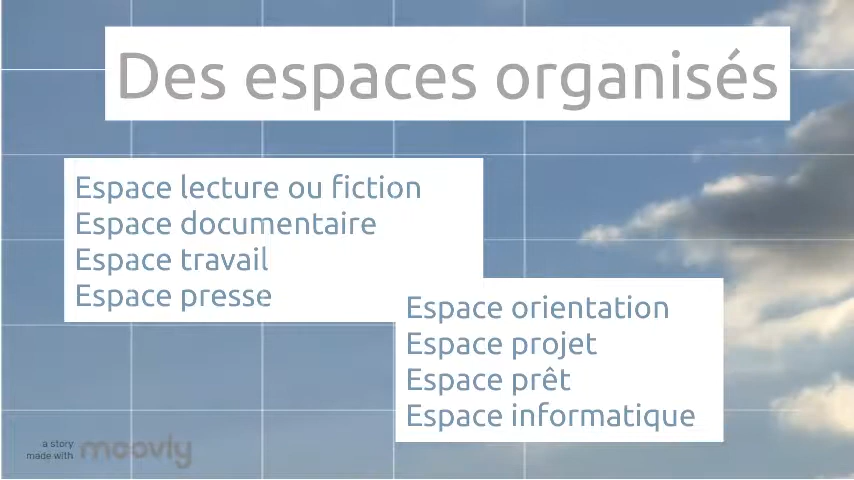 Des espaces organisés
Espace lecture ou fiction
Espace documentaire
Espace travail
Espace presse
Espace orientation
Espace projet
Espace prêt
Espace informatique
a story
made with moovly